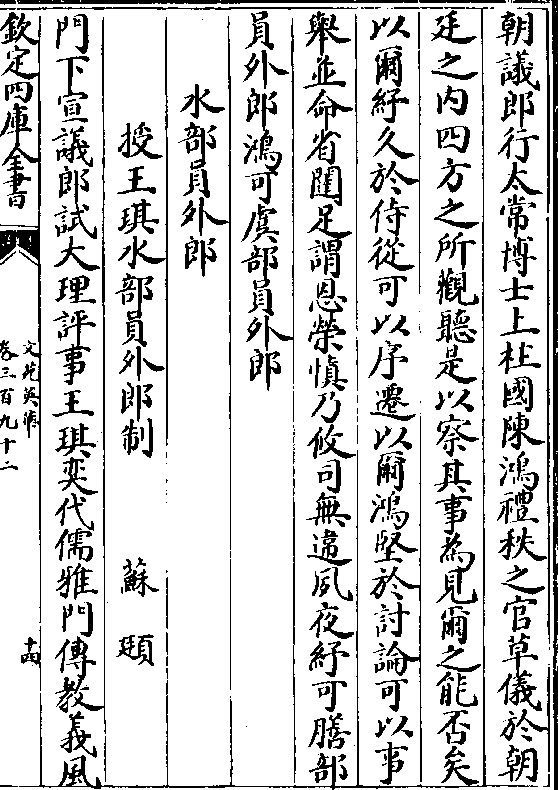 朝議郎行太常博士上柱國陳鴻禮秩之官草儀於朝
廷之内四方之所觀聽是以察其事為見爾之能否矣
以爾紓久於侍從可以序遷以爾鴻堅於討論可以事
舉並命省闥足謂恩榮慎乃攸司無違夙夜紓可膳部
員外郎鴻可虞部員外郎
水部員外郎
授王琪水部員外郎制 蘇頲
門下宣議郎試大理評事王琪奕代儒雅門傳教義風
欽定四庫全書
文苑英華
卷三百九十二
十四